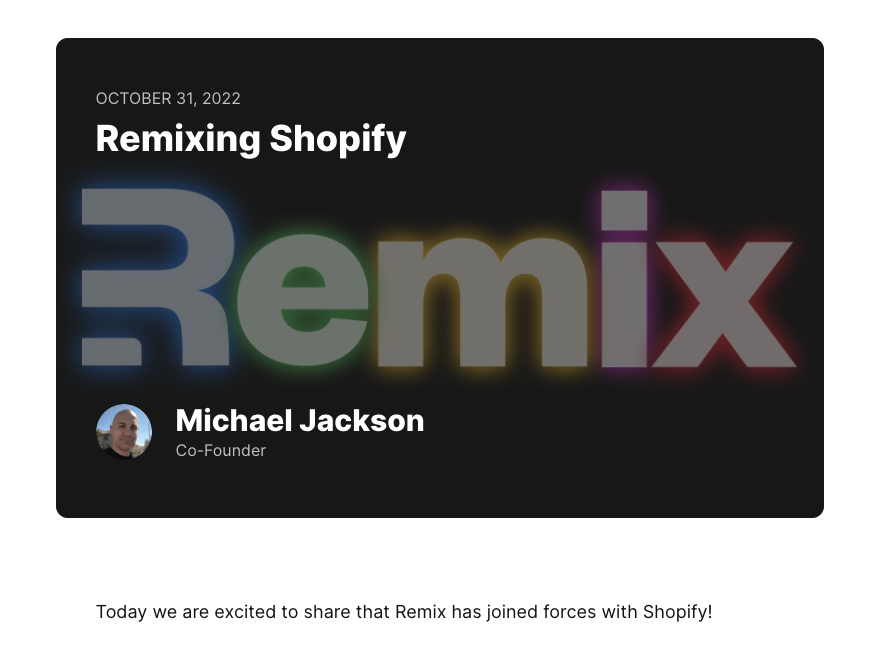 OCTOBER 31, 2022
Remixing Shopify
Remix
Michael Jackson
Co-Founder
Today we are excited to share that Remix has joined forces with Shopify!